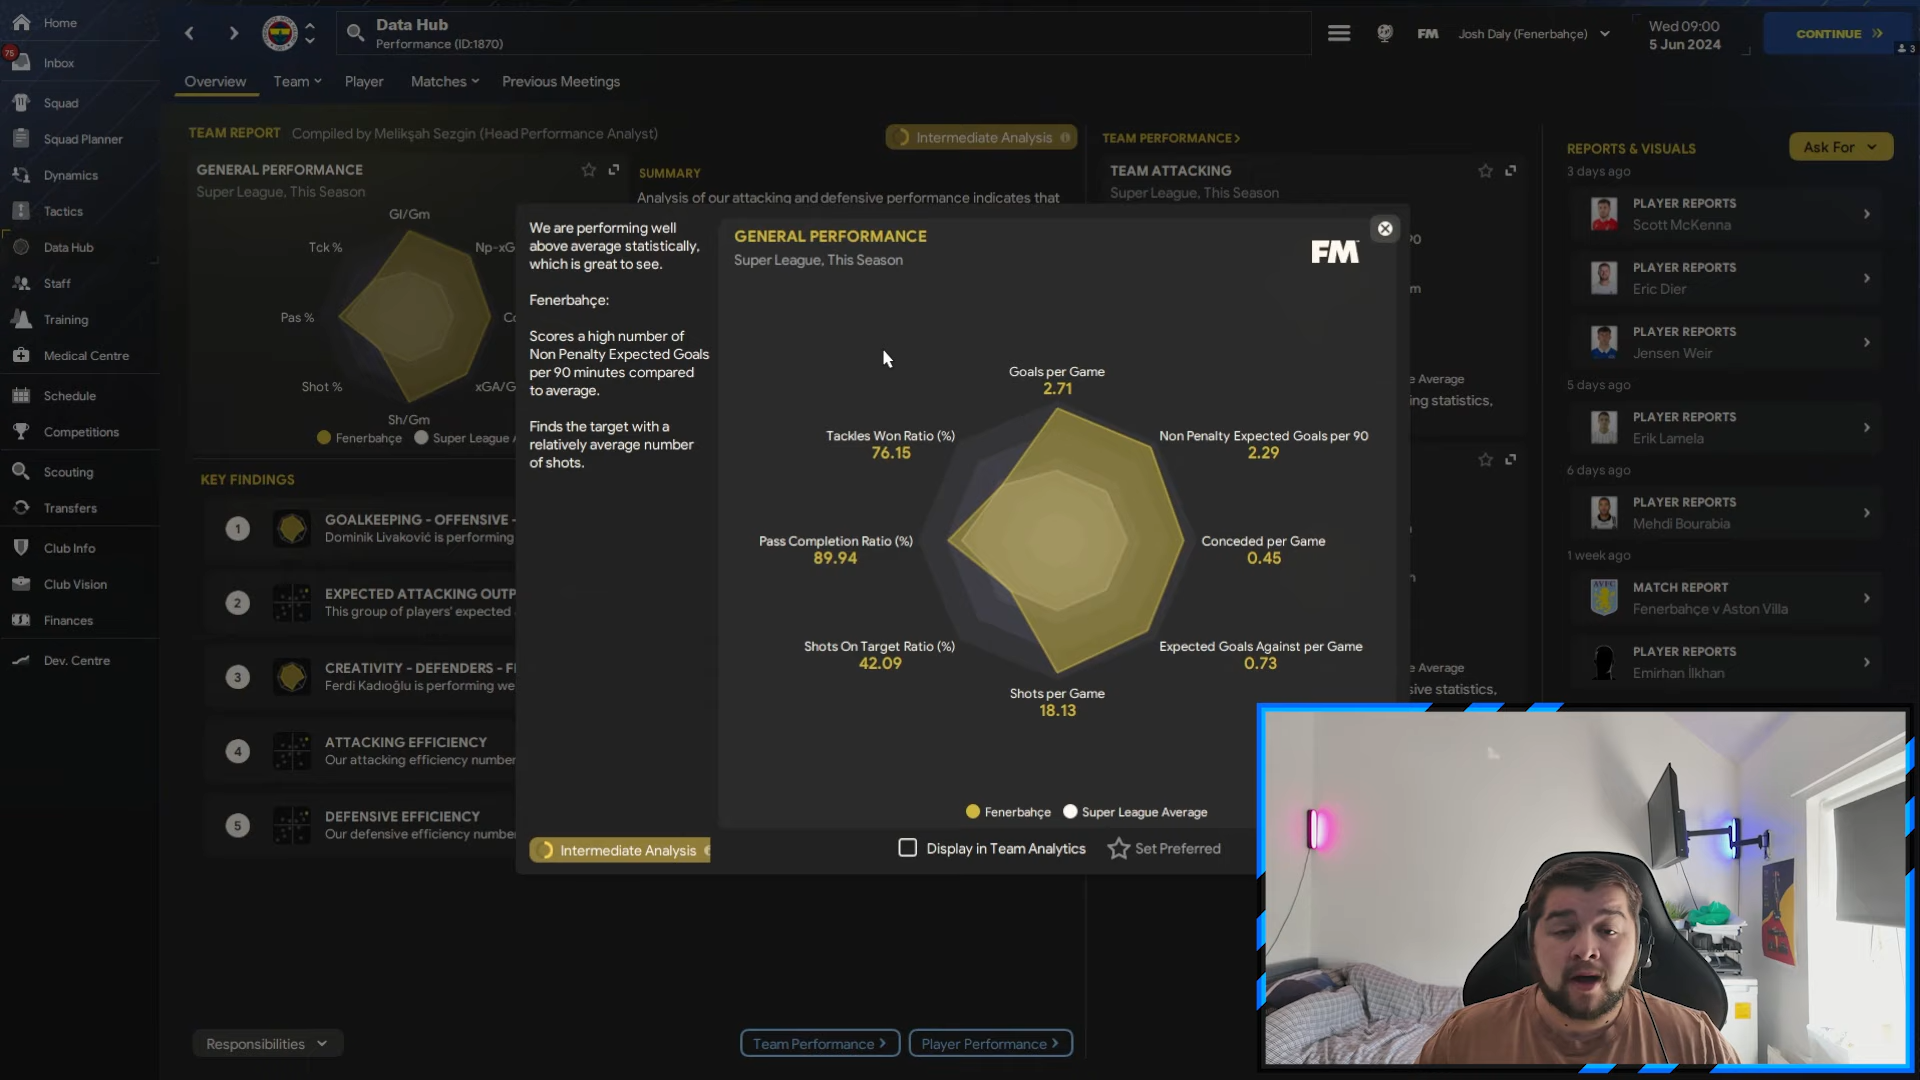 Home
75
Inbox
Squad
Squad Planner
Dynamics
Tactics
Data Hub
Staff
Training
Medical Centre
Schedule
Competitions
Scouting
Transfers
Club Info
Club Vision
Finances
Dev. Centre
Data Hub
Performance (ID:1870)
FM
Josh Daly (Fenerbahçe)
Wed 09:00
5 Jun 2024
CONTINUE
3
Overview
Team
Player
Matches
Previous Meetings
TEAM REPORT Compiled by Melikşah Sezgin (Head Performance Analyst)
Intermediate Analysis
GENERAL PERFORMANCE
Super League, This Season
Gl/Gm
Tck %
Np-xG
Pas %
Shot %
xGA/G
Sh/Gm
Fenerbahçe
Super League A
SUMMARY
Analysis of our attacking and defensive performance indicates that
TEAM PERFORMANCE >
TEAM ATTACKING
Super League, This Season
e Average
ing statistics,
e Average
sive statistics,
KEY FINDINGS
1
GOALKEEPING - OFFENSIVE -
Dominik Livaković is performing
2
EXPECTED ATTACKING OUTP
This group of players' expected
3
CREATIVITY - DEFENDERS - F
Ferdi Kadıoğlu is performing we
4
ATTACKING EFFICIENCY
Our attacking efficiency number
5
DEFENSIVE EFFICIENCY
Our defensive efficiency numbe
We are performing well
above average statistically,
which is great to see.
Fenerbahçe:
Scores a high number of
Non Penalty Expected Goals
per 90 minutes compared
to average.
Finds the target with a
relatively average number
of shots.
Intermediate Analysis
GENERAL PERFORMANCE
Super League, This Season
FM
Goals per Game
2.71
Tackles Won Ratio (%)
76.15
Non Penalty Expected Goals per 90
2.29
Pass Completion Ratio (%)
89.94
Conceded per Game
0.45
Shots On Target Ratio (%)
42.09
Expected Goals Against per Game
0.73
Shots per Game
18.13
Fenerbahçe
Super League Average
Display in Team Analytics
Set Preferred
REPORTS & VISUALS
Ask For
3 days ago
PLAYER REPORTS
Scott McKenna
PLAYER REPORTS
Eric Dier
PLAYER REPORTS
Jensen Weir
5 days ago
PLAYER REPORTS
Erik Lamela
6 days ago
PLAYER REPORTS
Mehdi Bourabia
1 week ago
AVFC
MATCH REPORT
Fenerbahçe v Aston Villa
PLAYER REPORTS
Emirhan İlkhan
Responsibilities
Team Performance >
Player Performance >